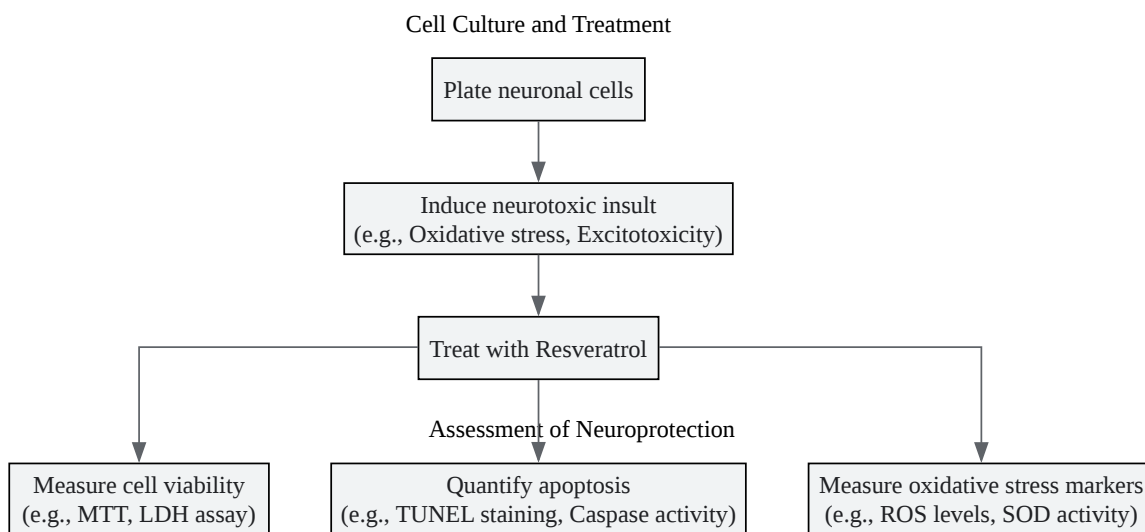 Cell Culture and Treatment
Plate neuronal cells
Induce neurotoxic insult
(e.g., Oxidative stress, Excitotoxicity)
Treat with Resveratrol
Assessment of Neuroprotection
Measure cell viability
(e.g., MTT, LDH assay)
Quantify apoptosis
(e.g., TUNEL staining, Caspase activity)
Measure oxidative stress markers
(e.g., ROS levels, SOD activity)